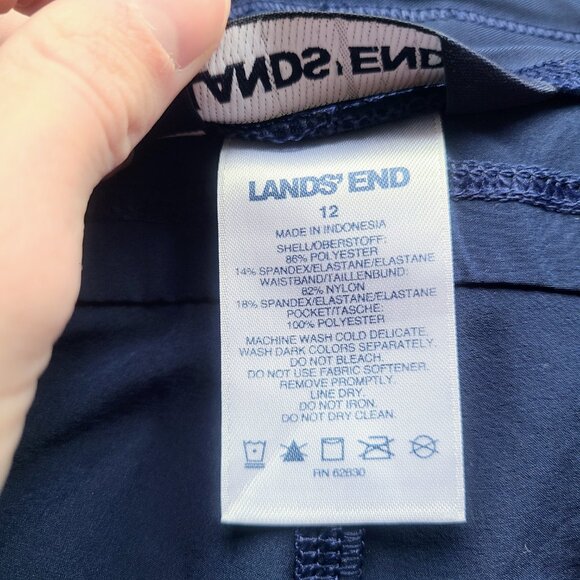 LANDS' END
LANDS' END
12
MADE IN INDONESIA
SHELL/OBERSTOFF:
86% POLYESTER
14% SPANDEX/ELASTANE/ELASTANE
WAISTBAND/TAILLENBUND:
82% NYLON
18% SPANDEX/ELASTANE/ELASTANE
POCKET/TASCHE:
100% POLYESTER
MACHINE WASH COLD DELICATE.
WASH DARK COLORS SEPARATELY.
DO NOT BLEACH.
DO NOT USE FABRIC SOFTENER.
REMOVE PROMPTLY.
LINE DRY.
DO NOT IRON.
DO NOT DRY CLEAN.
RN 62830